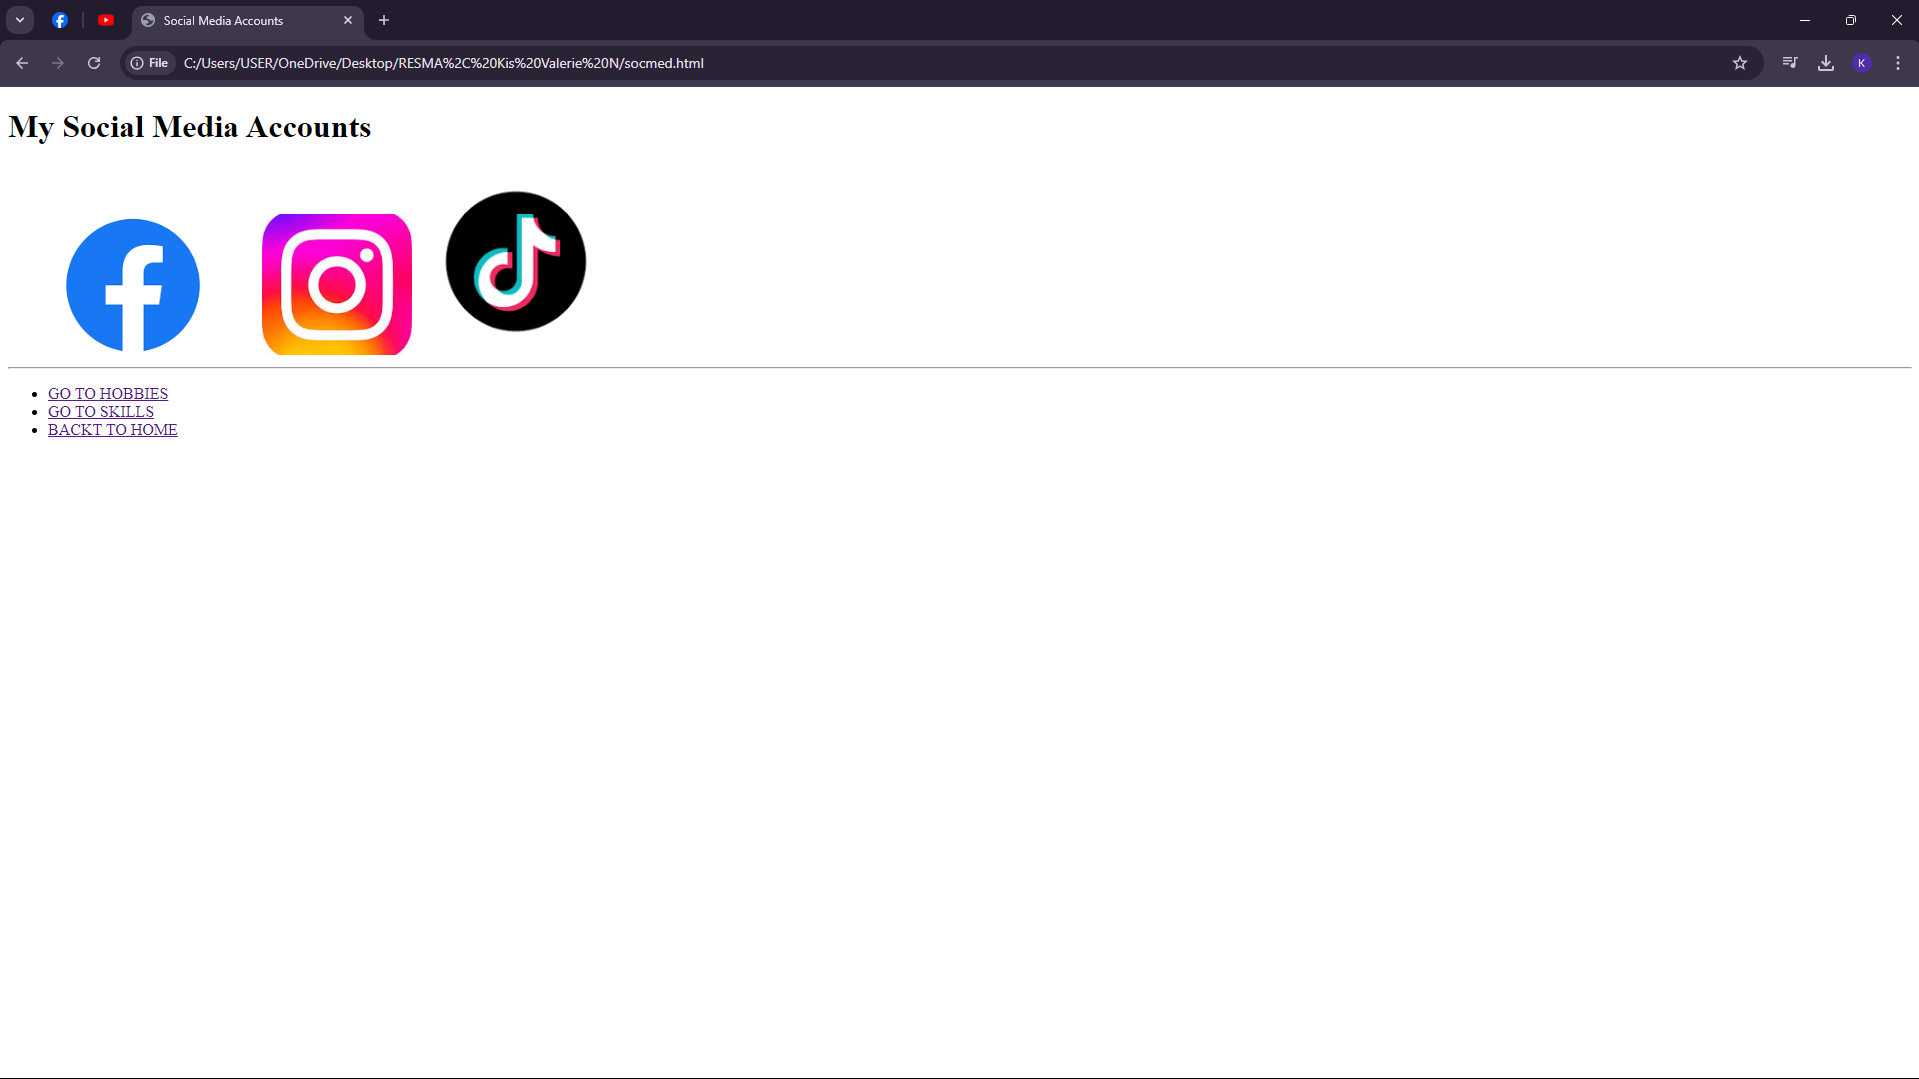 Social Media Accounts
File C:/Users/USER/OneDrive/Desktop/RESMA%2C%20Kis%20Valerie%20N/socmed.html
K
My Social Media Accounts
GO TO HOBBIES
GO TO SKILLS
BACKT TO HOME